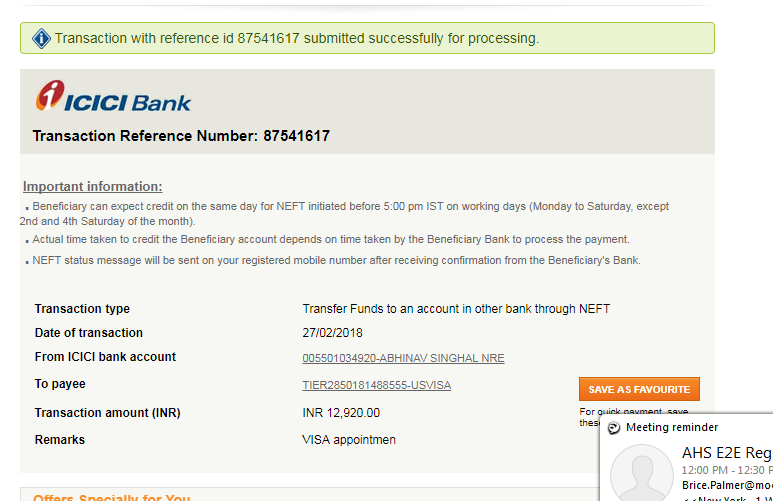 Transaction with reference id 87541617 submitted successfully for processing.
ICICI Bank
Transaction Reference Number: 87541617
Important information:
Beneficiary can expect credit on the same day for NEFT initiated before 5:00 pm IST on working days (Monday to Saturday, except
2nd and 4th Saturday of the month).
Actual time taken to credit the Beneficiary account depends on time taken by the Beneficiary Bank to process the payment.
NEFT status message will be sent on your registered mobile number after receiving confirmation from the Beneficiary's Bank.
Transaction type Transfer Funds to an account in other bank through NEFT
Date of transaction 27/02/2018
From ICICI bank account 005501034920-ABHINAV SINGHAL NRE
To payee TIER2850181488555-USVISA
SAVE AS FAVOURITE
Transaction amount (INR) INR 12,920.00
For quick payment, save
Remarks VISA appointmen
Meeting reminder
AHS E2E Reg
12:00 PM - 12:30 P
Brice.Palmer@mo
<<New York - 1
Offers Specially for You